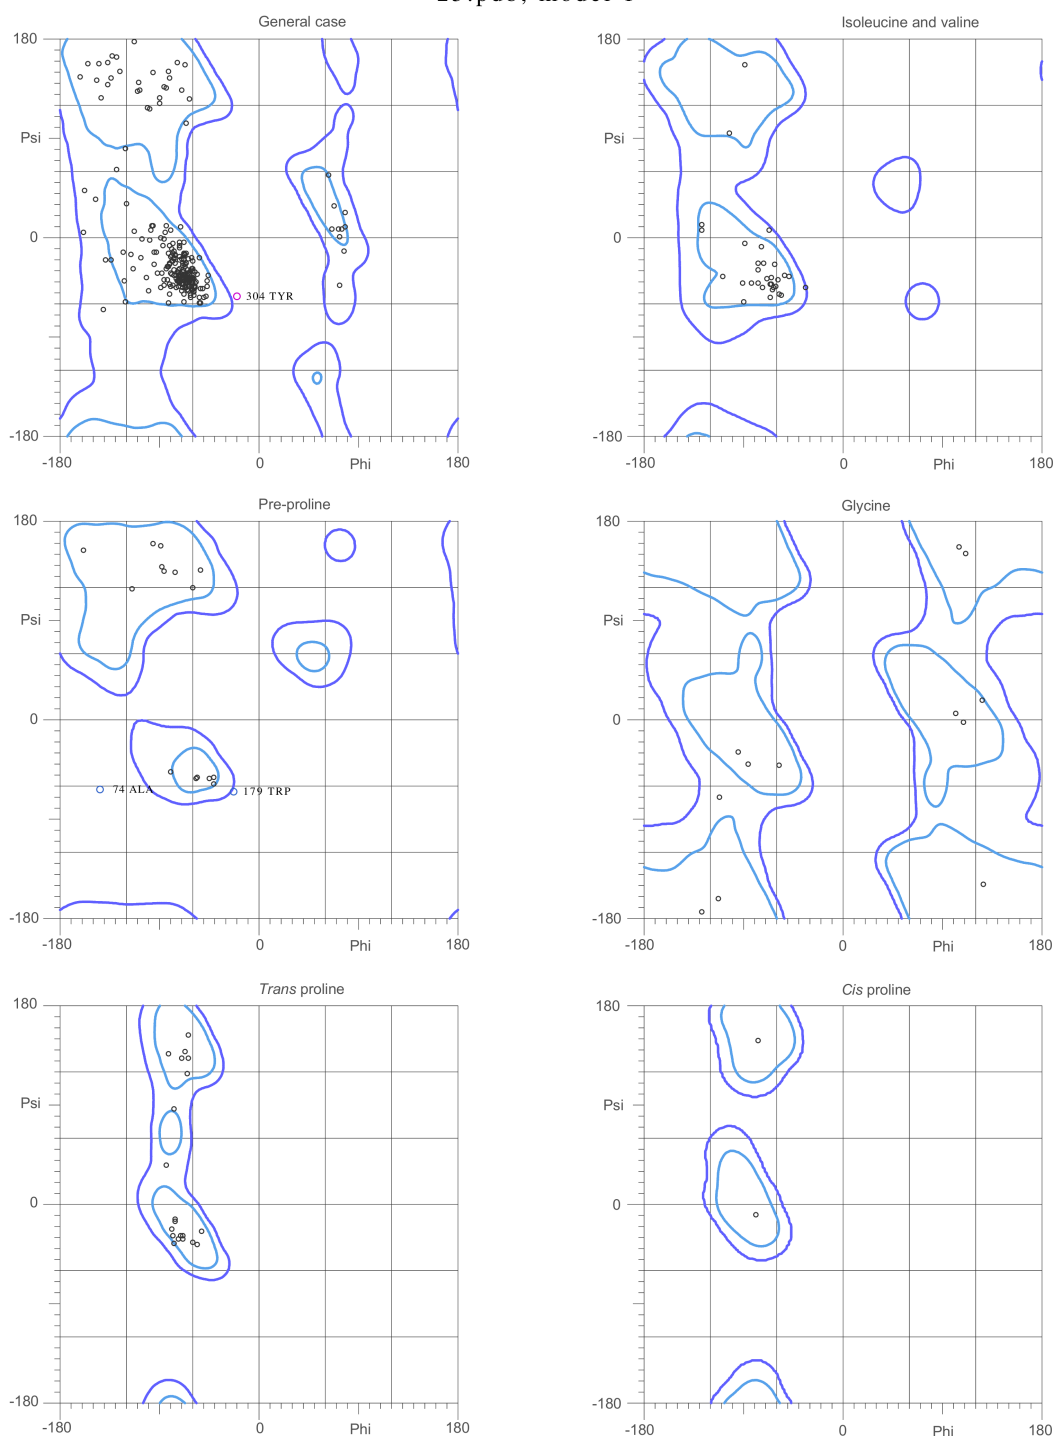 General case
Isoleucine and valine
180
180
Psi
Psi
0
0
304 TYR
-180
-180
-180
0
Phi
180
-180
0
Phi
180
Pre-proline
Glycine
180
180
Psi
Psi
0
0
74 ALA
179 TRP
-180
-180
-180
0
Phi
180
-180
0
Phi
180
Trans proline
Cis proline
180
180
Psi
Psi
0
0
-180
-180
-180
0
Phi
180
-180
0
Phi
180